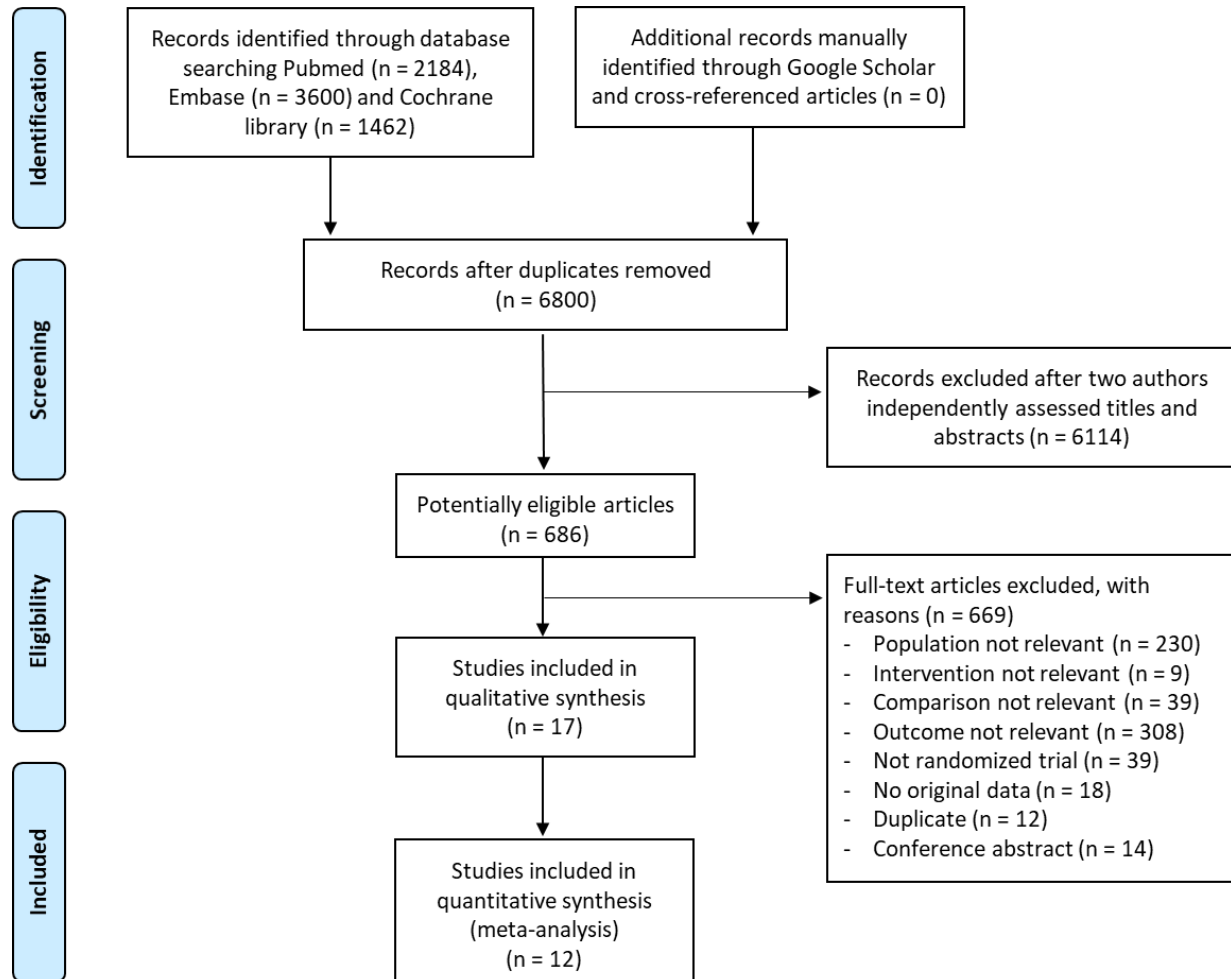 Identification
Records identified through database
searching Pubmed (n = 2184),
Embase (n = 3600) and Cochrane
library (n = 1462)
Additional records manually
identified through Google Scholar
and cross-referenced articles (n = 0)
Screening
Records after duplicates removed
(n = 6800)
Records excluded after two authors
independently assessed titles and
abstracts (n = 6114)
Eligibility
Potentially eligible articles
(n = 686)
Full-text articles excluded, with
reasons (n = 669)
- Population not relevant (n = 230)
- Intervention not relevant (n = 9)
- Comparison not relevant (n = 39)
- Outcome not relevant (n = 308)
- Not randomized trial (n = 39)
- No original data (n = 18)
- Duplicate (n = 12)
- Conference abstract (n = 14)
Studies included in
qualitative synthesis
(n = 17)
Included
Studies included in
quantitative synthesis
(meta-analysis)
(n = 12)